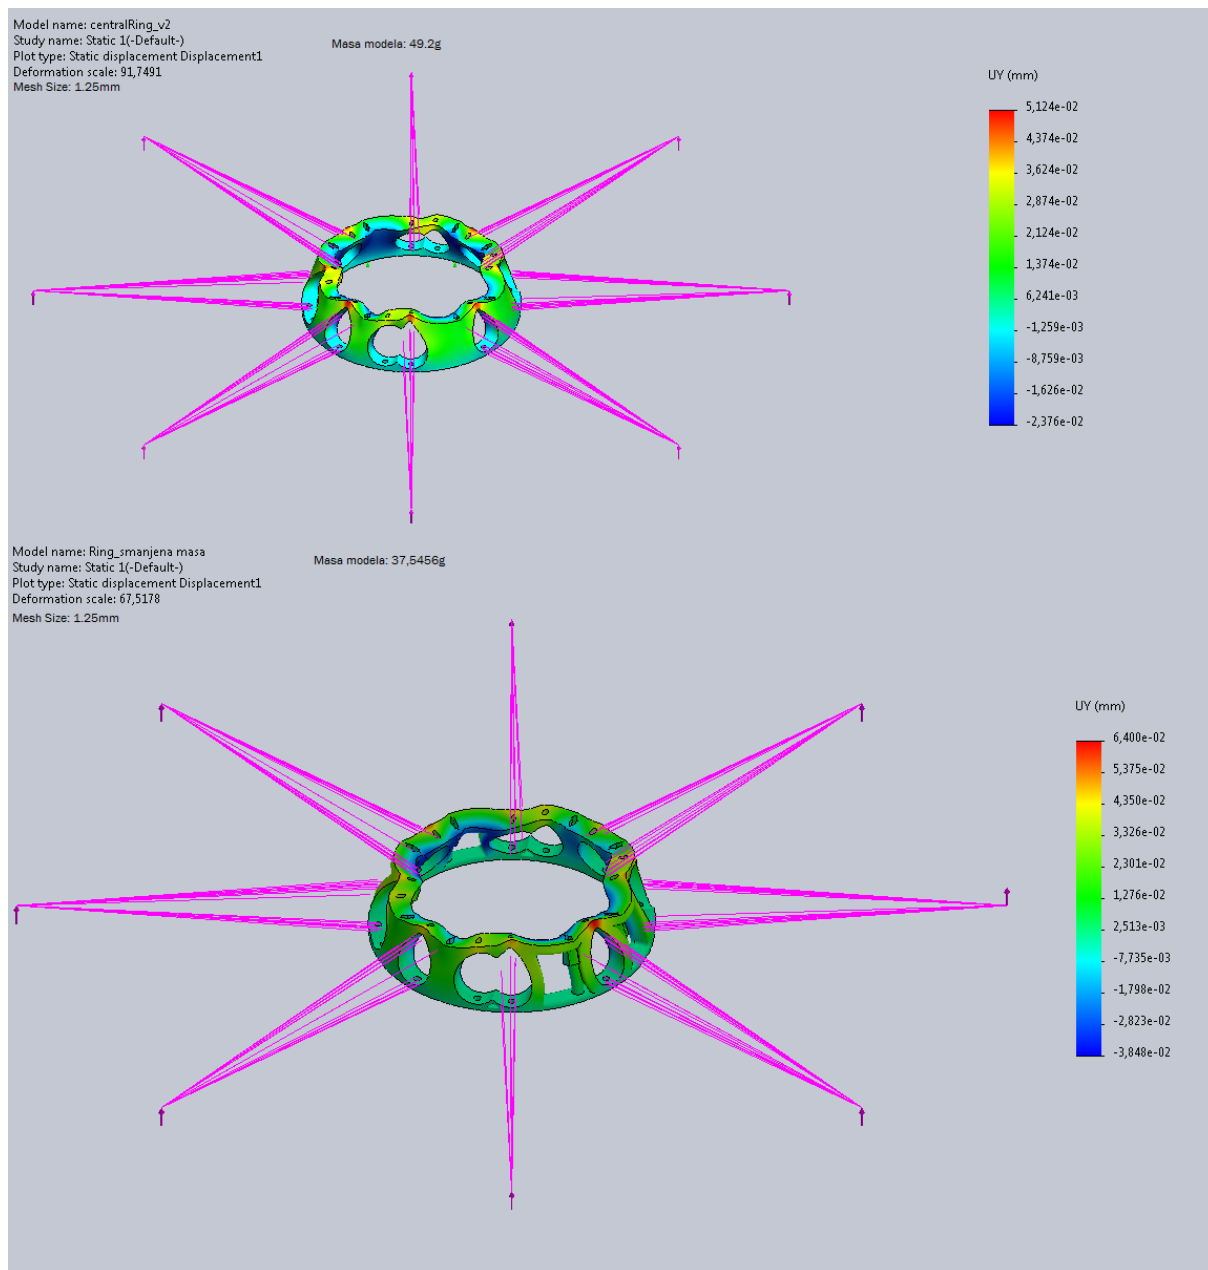 Model name: centralRing_v2
Study name: Static 1(-Default-)
Plot type: Static displacement Displacement1
Deformation scale: 91,7491
Mesh Size: 1.25mm
Masa modela: 49.2g
UY (mm)
5,124e-02
4,374e-02
3,624e-02
2,874e-02
2,124e-02
1,374e-02
6,241e-03
-1,259e-03
-8,759e-03
-1,626e-02
-2,376e-02
Model name: Ring_smanjena masa
Study name: Static 1(-Default-)
Plot type: Static displacement Displacement1
Deformation scale: 67,5178
Mesh Size: 1.25mm
Masa modela: 37,5456g
UY (mm)
6,400e-02
5,375e-02
4,350e-02
3,326e-02
2,301e-02
1,276e-02
2,513e-03
-7,735e-03
-1,798e-02
-2,823e-02
-3,848e-02